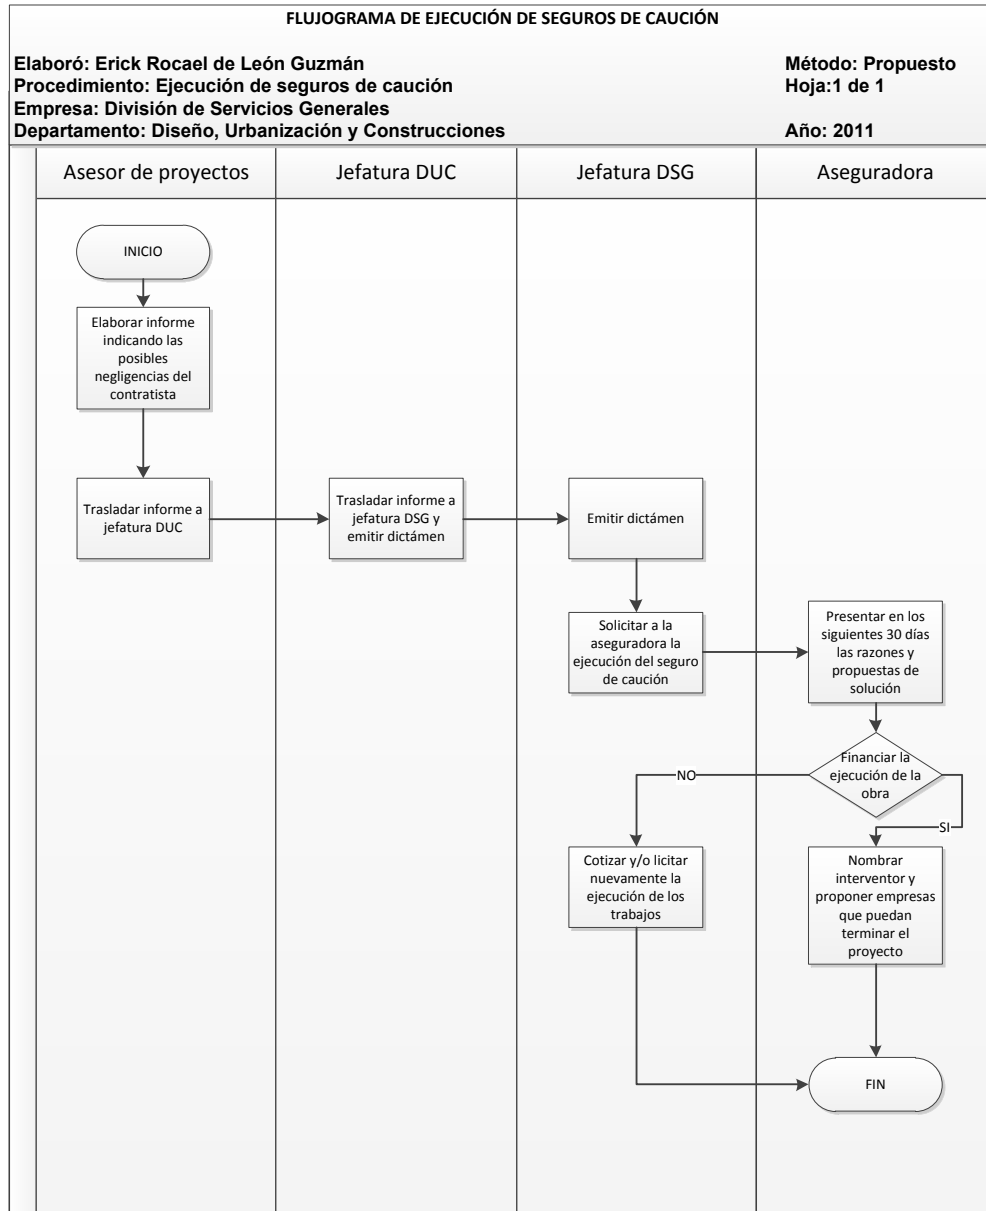 FLUJOGRAMA DE EJECUCIÓN DE SEGUROS DE CAUCIÓN
Elaboró: Erick Rocael de León Guzmán
Método: Propuesto
Procedimiento: Ejecución de seguros de caución
Hoja:1 de 1
Empresa: División de Servicios Generales
Departamento: Diseño, Urbanización y Construcciones
Año: 2011
Asesor de proyectos
Jefatura DUC
Jefatura DSG
Aseguradora
INICIO
Elaborar informe
indicando las
posibles
negligencias del
contratista
Trasladar informe a
jefatura DUC
Trasladar informe a
jefatura DSG y
emitir dictámen
Emitir dictámen
Solicitar a la
aseguradora la
ejecución del seguro
de caución
Presentar en los
siguientes 30 días
las razones y
propuestas de
solución
Financiar la
ejecución de la
obra
NO
SI
Cotizar y/o licitar
nuevamente la
ejecución de los
trabajos
Nombrar
interventor y
proponer empresas
que puedan
terminar el
proyecto
FIN